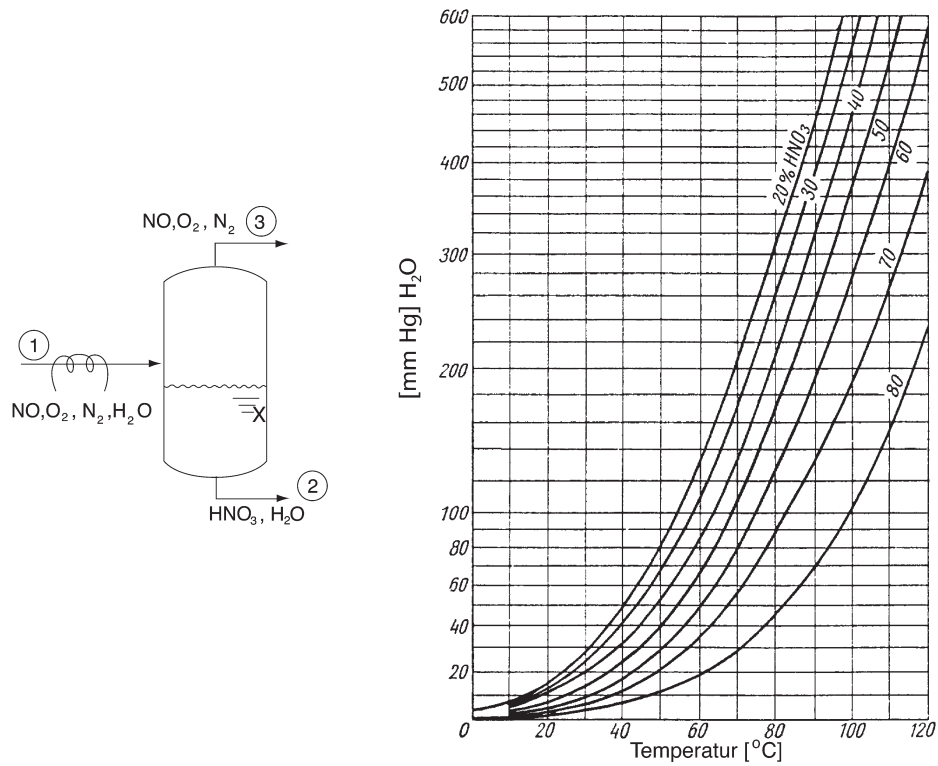 NO,O₂ , N₂ 3
1
NO,O₂ , N₂ ,H₂O
X
2
HNO₃, H₂O
[mm Hg] H₂O
600
500
400
300
200
100
80
60
40
20
0
20% HNO₃
30
40
50
60
70
80
20 40 60 80 100 120
Temperatur [°C]